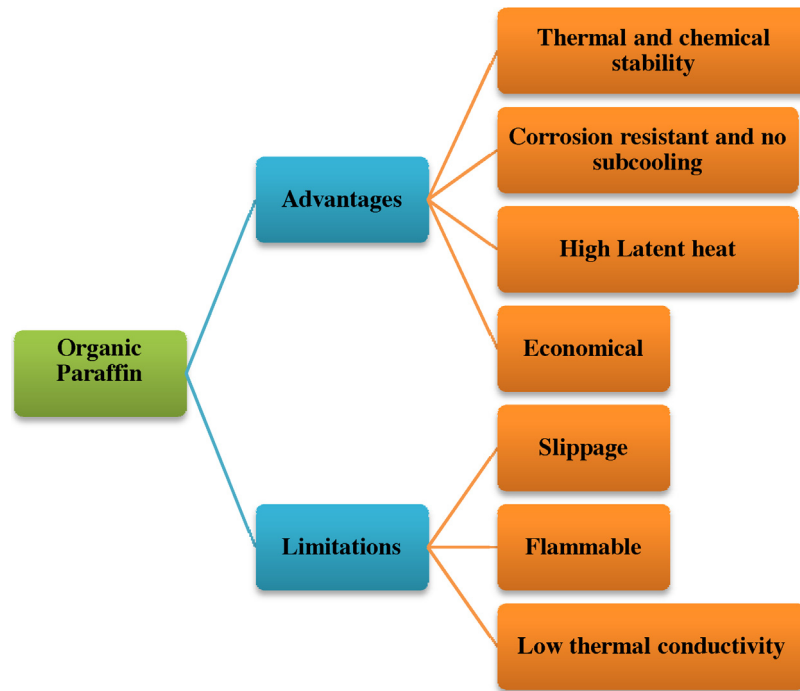 Organic
Paraffin
Advantages
Thermal and chemical
stability
Corrosion resistant and no
subcooling
High Latent heat
Economical
Limitations
Slippage
Flammable
Low thermal conductivity